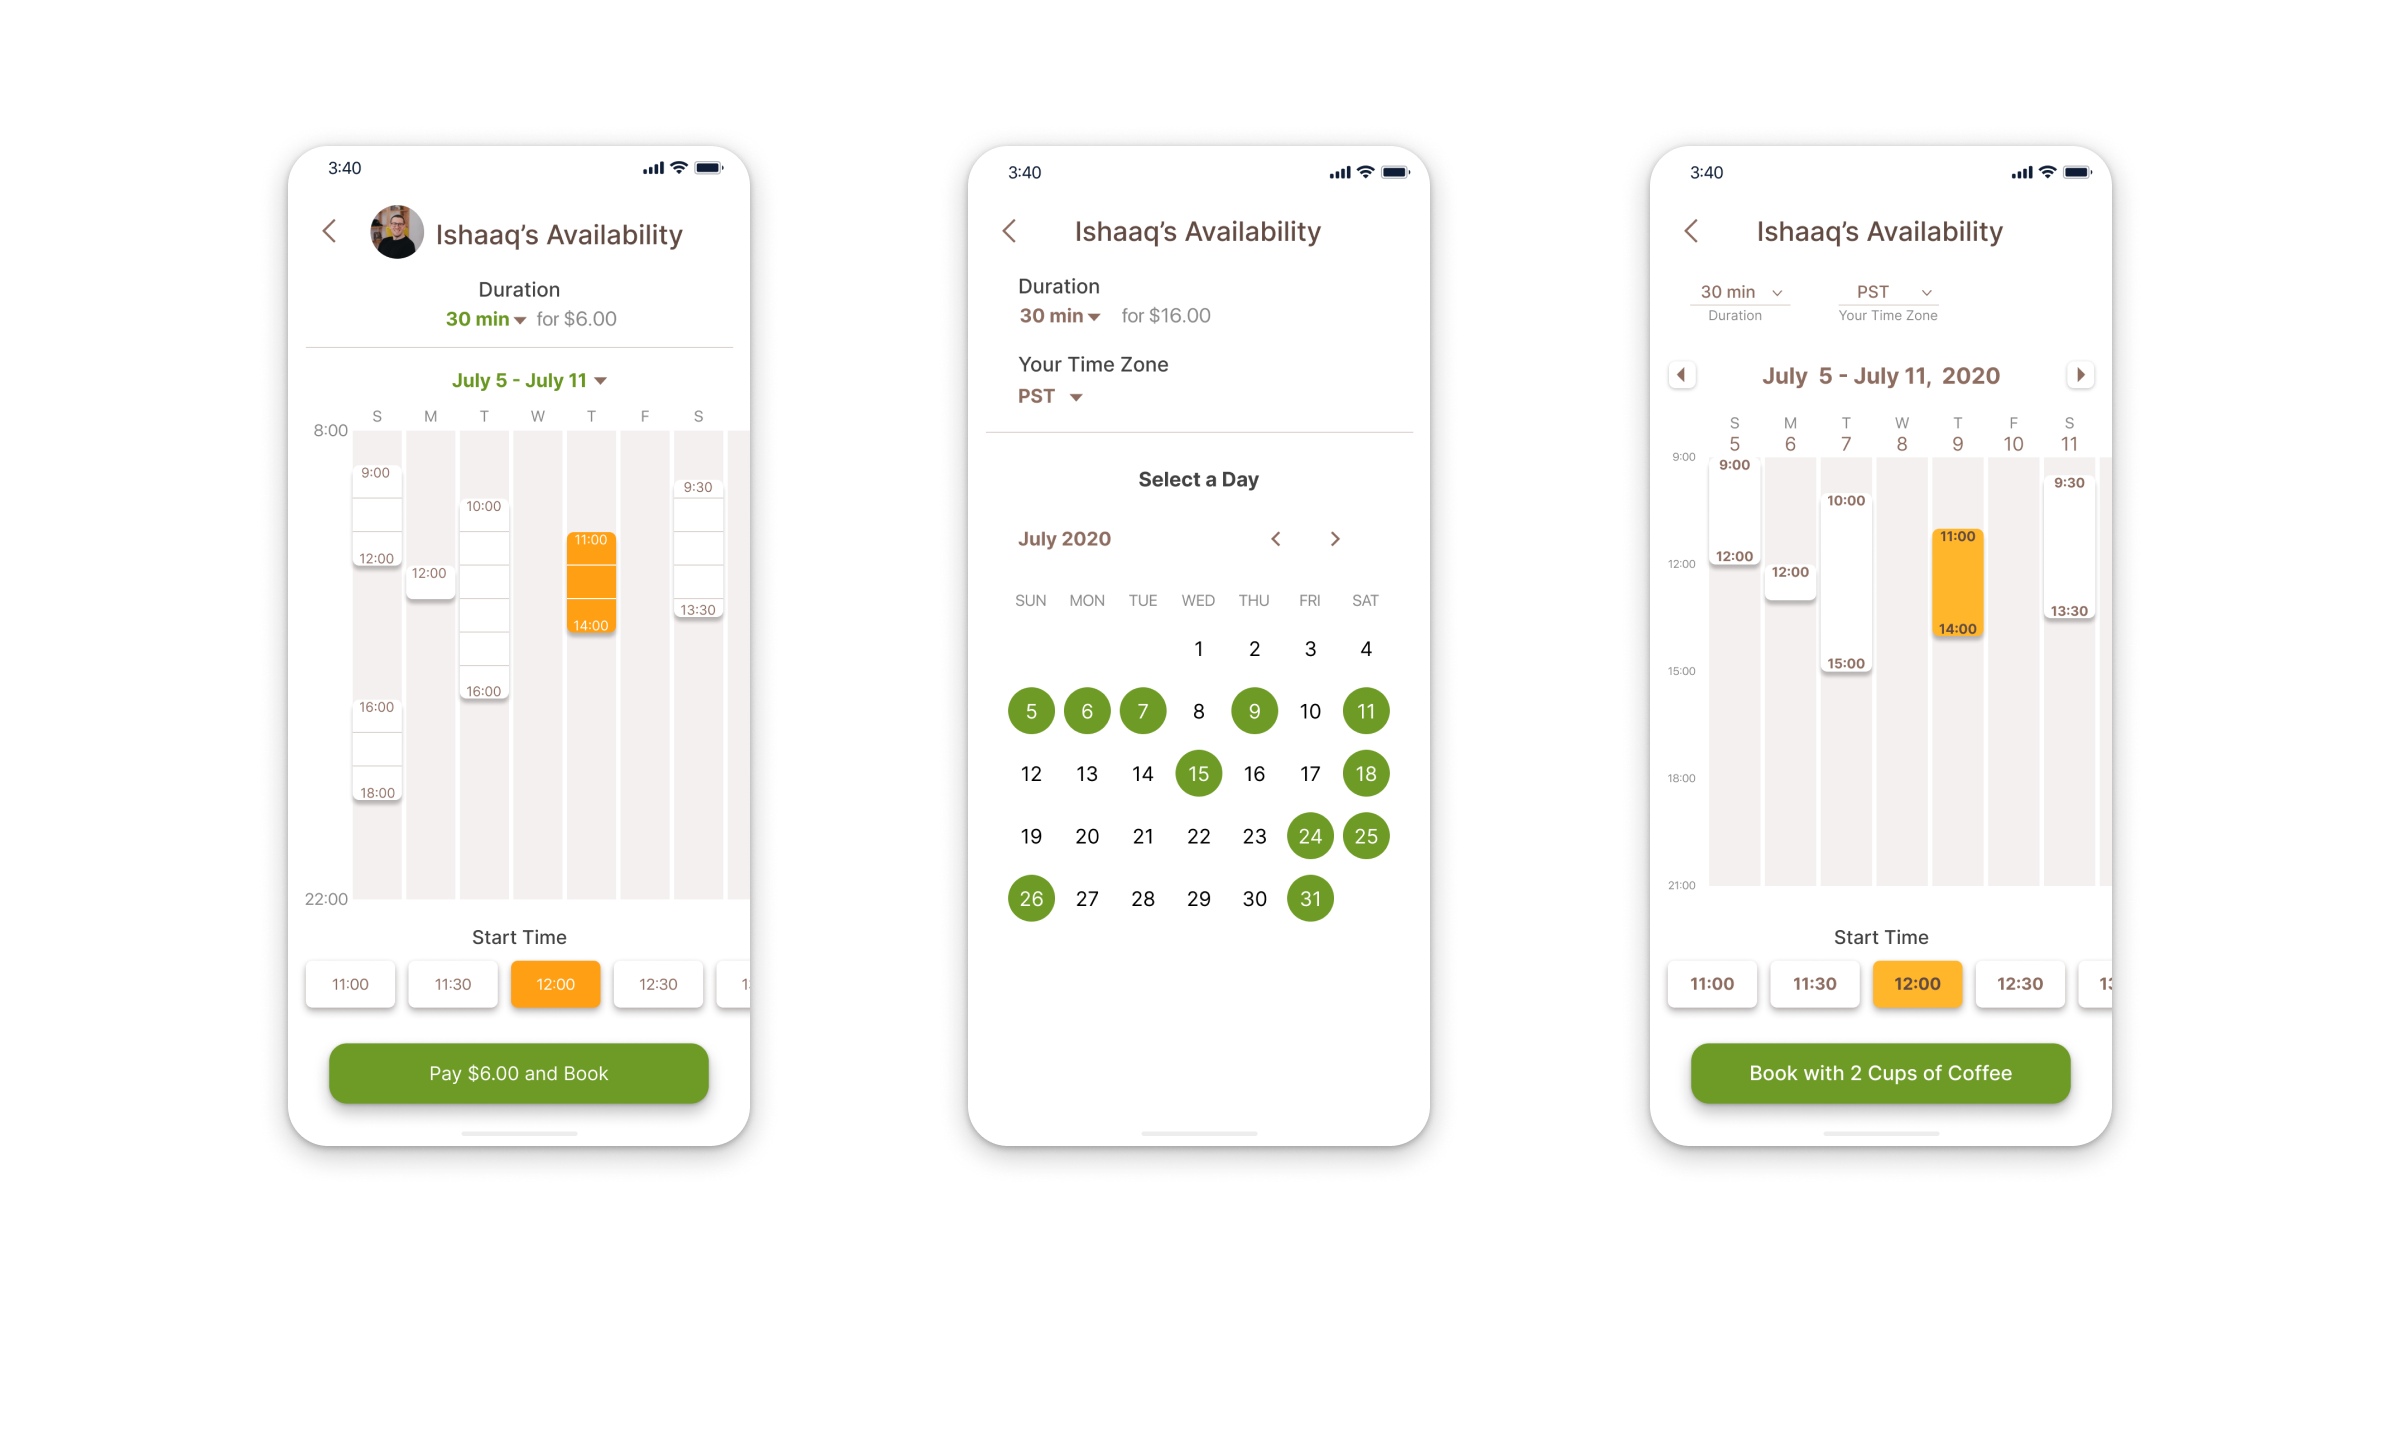 3:40
Ishaaq's Availability
Duration
30 min for $6.00
July 5 - July 11
S M T W T F S
8:00
9:00
9:30
10:00
11:00
12:00
12:00
13:30
14:00
16:00
16:00
18:00
22:00
Start Time
11:00 11:30 12:00 12:30
Pay $6.00 and Book
3:40
Ishaaq's Availability
Duration
30 min for $16.00
Your Time Zone
PST
Select a Day
July 2020
SUN MON TUE WED THU FRI SAT
1 2 3 4
5 6 7 8 9 10 11
12 13 14 15 16 17 18
19 20 21 22 23 24 25
26 27 28 29 30 31
3:40
Ishaaq's Availability
30 min PST
Duration Your Time Zone
July 5 - July 11, 2020
S M T W T F S
5 6 7 8 9 10 11
9:00 9:00
9:30
10:00
11:00
12:00
12:00 12:00
13:30
14:00
15:00
15:00
18:00
21:00
Start Time
11:00 11:30 12:00 12:30
Book with 2 Cups of Coffee